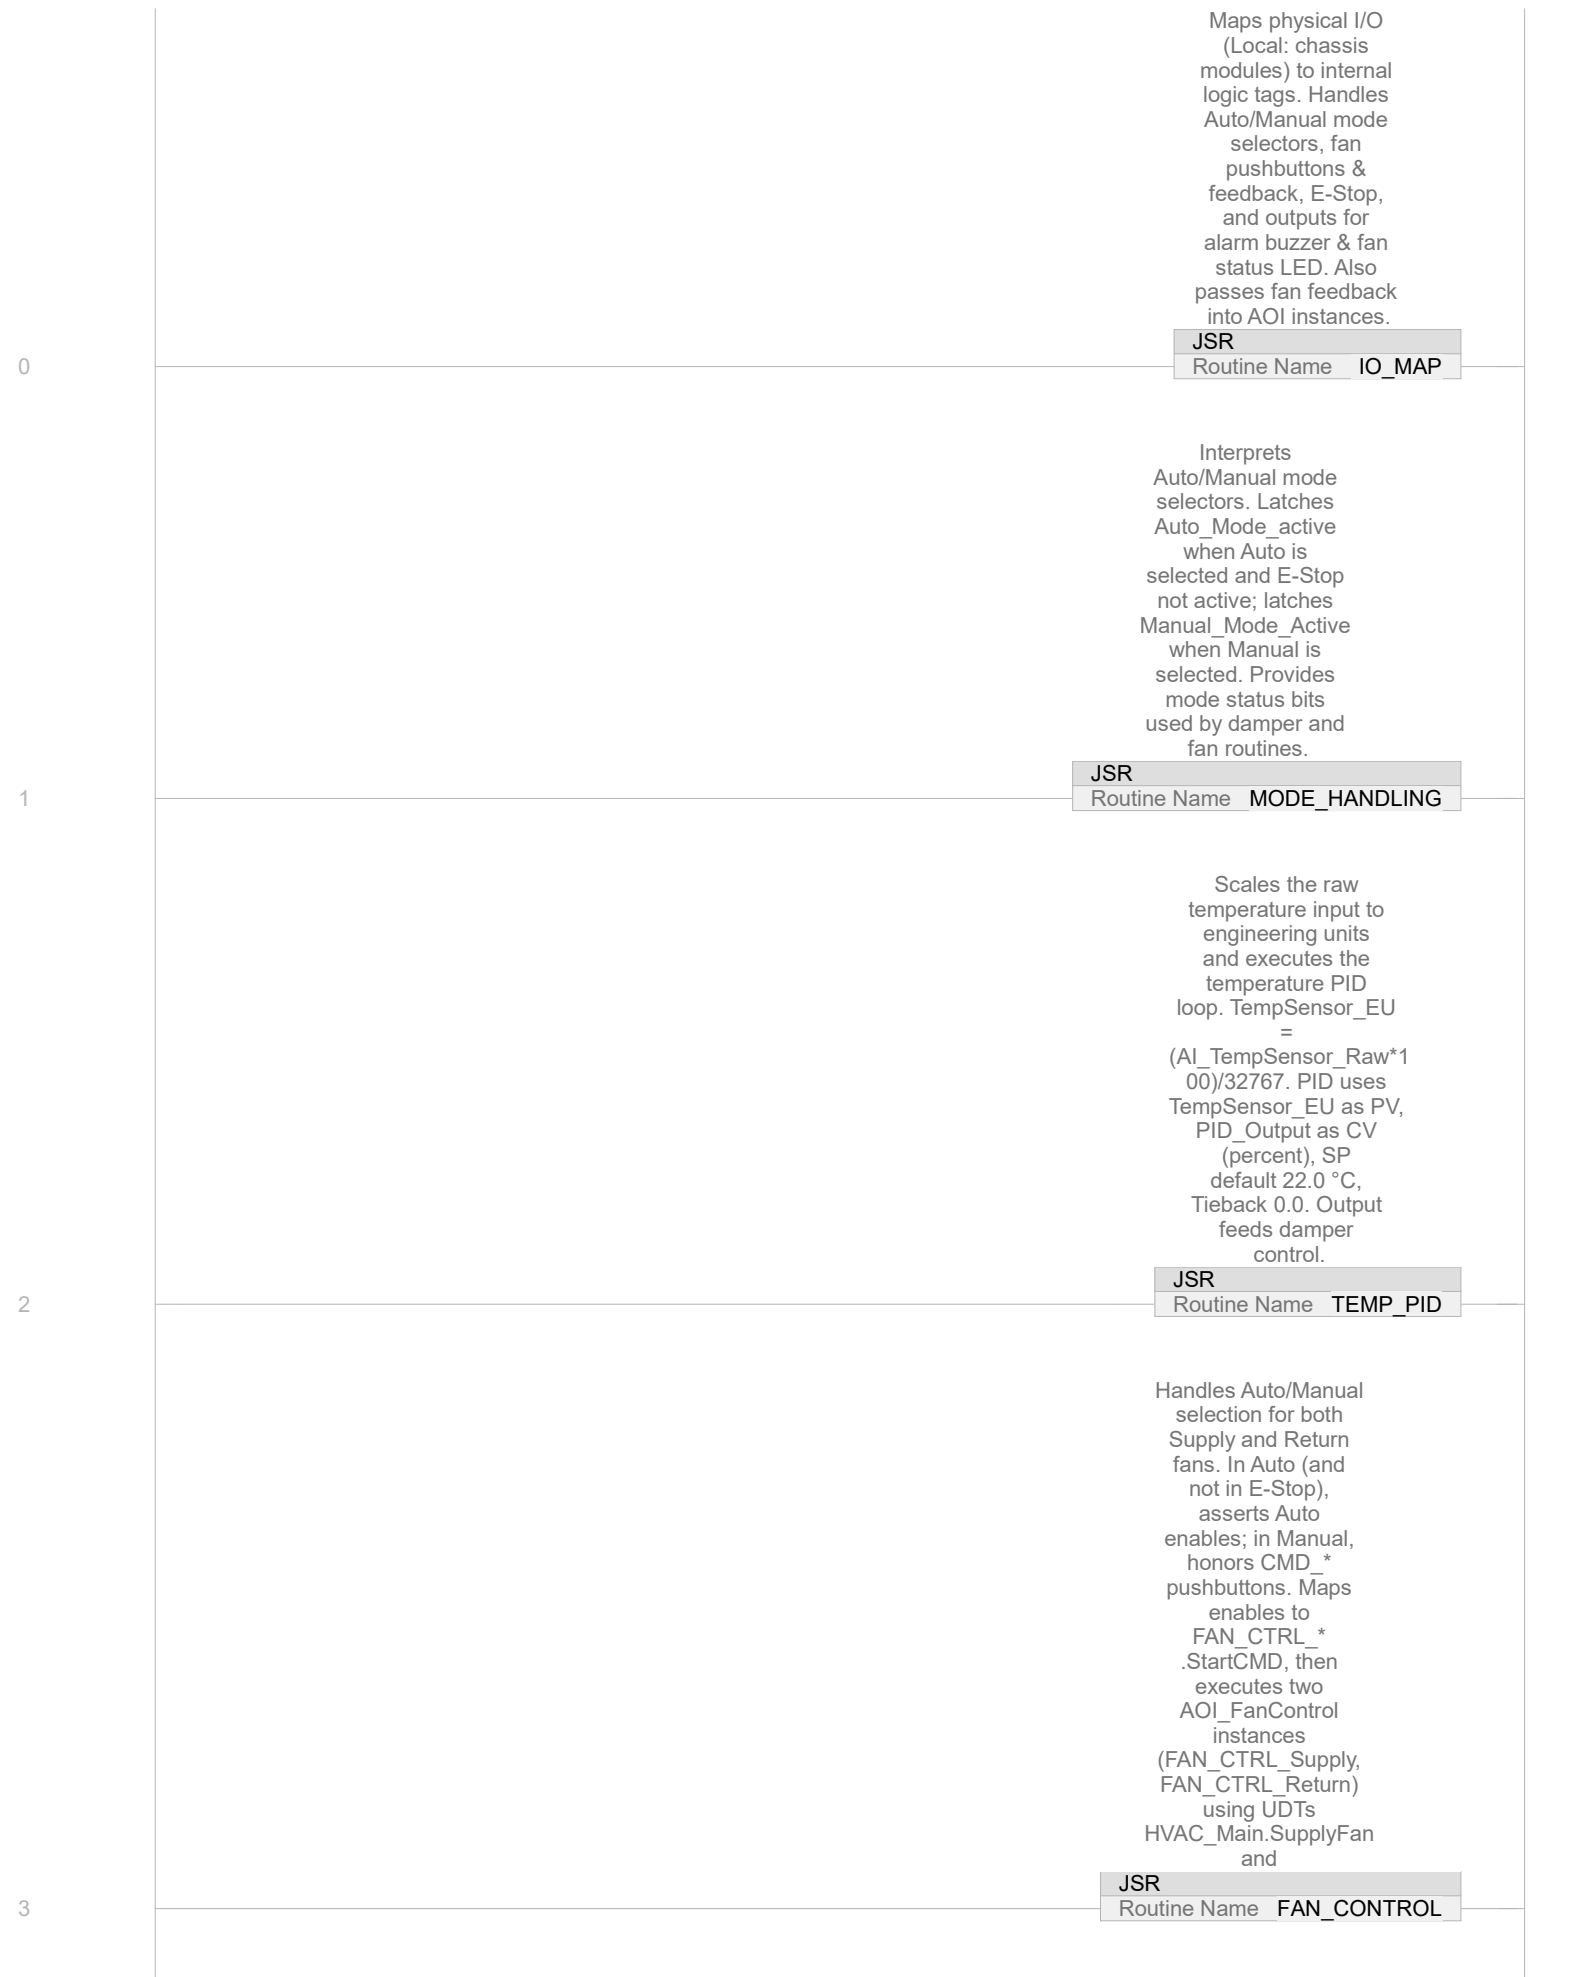 Maps physical I/O
(Local: chassis
modules) to internal
logic tags. Handles
Auto/Manual mode
selectors, fan
pushbuttons &
feedback, E-Stop,
and outputs for
alarm buzzer & fan
status LED. Also
passes fan feedback
into AOI instances.
JSR
0
Routine Name IO_MAP
Interprets
Auto/Manual mode
selectors. Latches
Auto_Mode_active
when Auto is
selected and E-Stop
not active; latches
Manual_Mode_Active
when Manual is
selected. Provides
mode status bits
used by damper and
fan routines.
JSR
1
Routine Name MODE_HANDLING
Scales the raw
temperature input to
engineering units
and executes the
temperature PID
loop. TempSensor_EU
=
(AI_TempSensor_Raw*1
00)/32767. PID uses
TempSensor_EU as PV,
PID_Output as CV
(percent), SP
default 22.0 °C,
Tieback 0.0. Output
feeds damper
control.
JSR
2
Routine Name TEMP_PID
Handles Auto/Manual
selection for both
Supply and Return
fans. In Auto (and
not in E-Stop),
asserts Auto
enables; in Manual,
honors CMD_*
pushbuttons. Maps
enables to
FAN_CTRL_*
.StartCMD, then
executes two
AOI_FanControl
instances
(FAN_CTRL_Supply,
FAN_CTRL_Return)
using UDTs
HVAC_Main.SupplyFan
and
JSR
3
Routine Name FAN_CONTROL